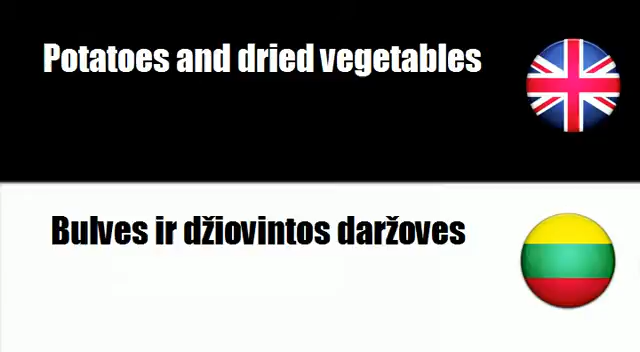 Potatoes and dried vegetables
Bulves ir džiovintos daržoves